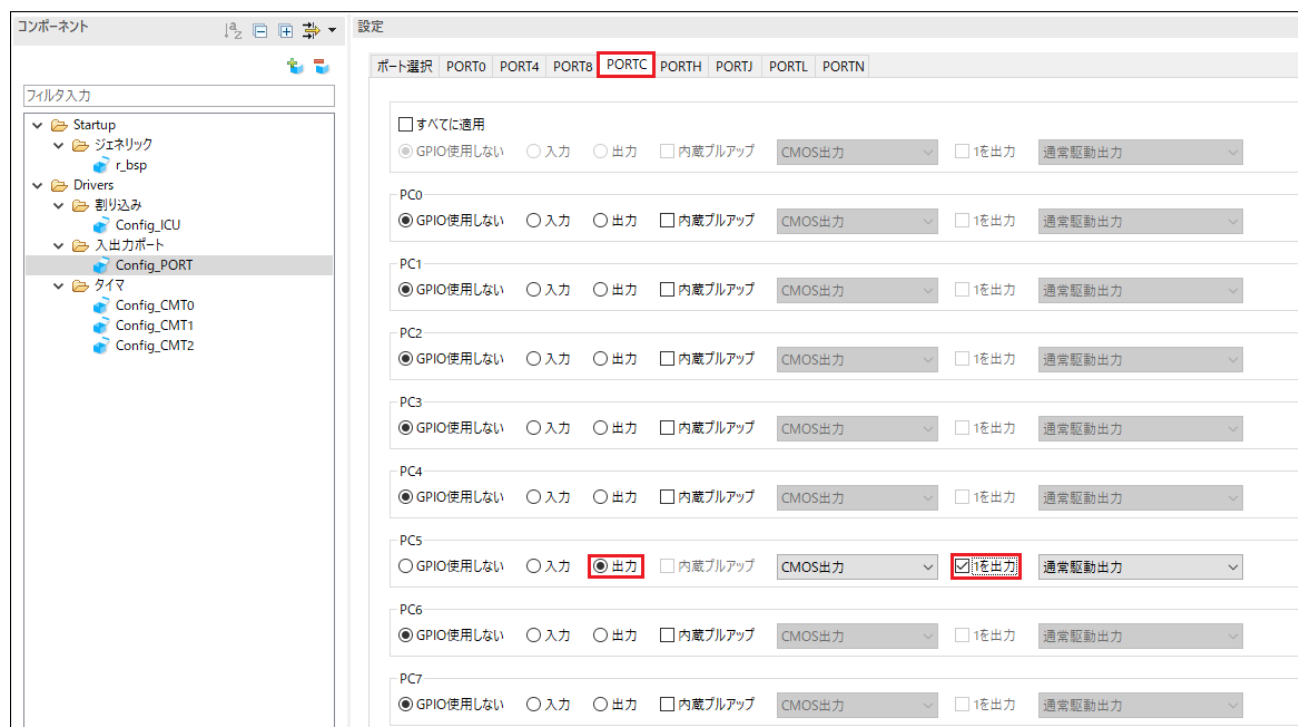 コンポーネント
設定
ポート選択 PORT0 PORT4 PORT8 PORTC PORTH PORTJ PORTL PORTN
フィルタ入力
Startup
ジェネリック
r_bsp
Drivers
割り込み
Config_ICU
入出力ポート
Config_PORT
タイマ
Config_CMT0
Config_CMT1
Config_CMT2
すべてに適用
GPIO使用しない 入力 出力 内蔵プルアップ CMOS出力 1を出力 通常駆動出力
PC0
GPIO使用しない 入力 出力 内蔵プルアップ CMOS出力 1を出力 通常駆動出力
PC1
GPIO使用しない 入力 出力 内蔵プルアップ CMOS出力 1を出力 通常駆動出力
PC2
GPIO使用しない 入力 出力 内蔵プルアップ CMOS出力 1を出力 通常駆動出力
PC3
GPIO使用しない 入力 出力 内蔵プルアップ CMOS出力 1を出力 通常駆動出力
PC4
GPIO使用しない 入力 出力 内蔵プルアップ CMOS出力 1を出力 通常駆動出力
PC5
GPIO使用しない 入力 出力 内蔵プルアップ CMOS出力 1を出力 通常駆動出力
PC6
GPIO使用しない 入力 出力 内蔵プルアップ CMOS出力 1を出力 通常駆動出力
PC7
GPIO使用しない 入力 出力 内蔵プルアップ CMOS出力 1を出力 通常駆動出力